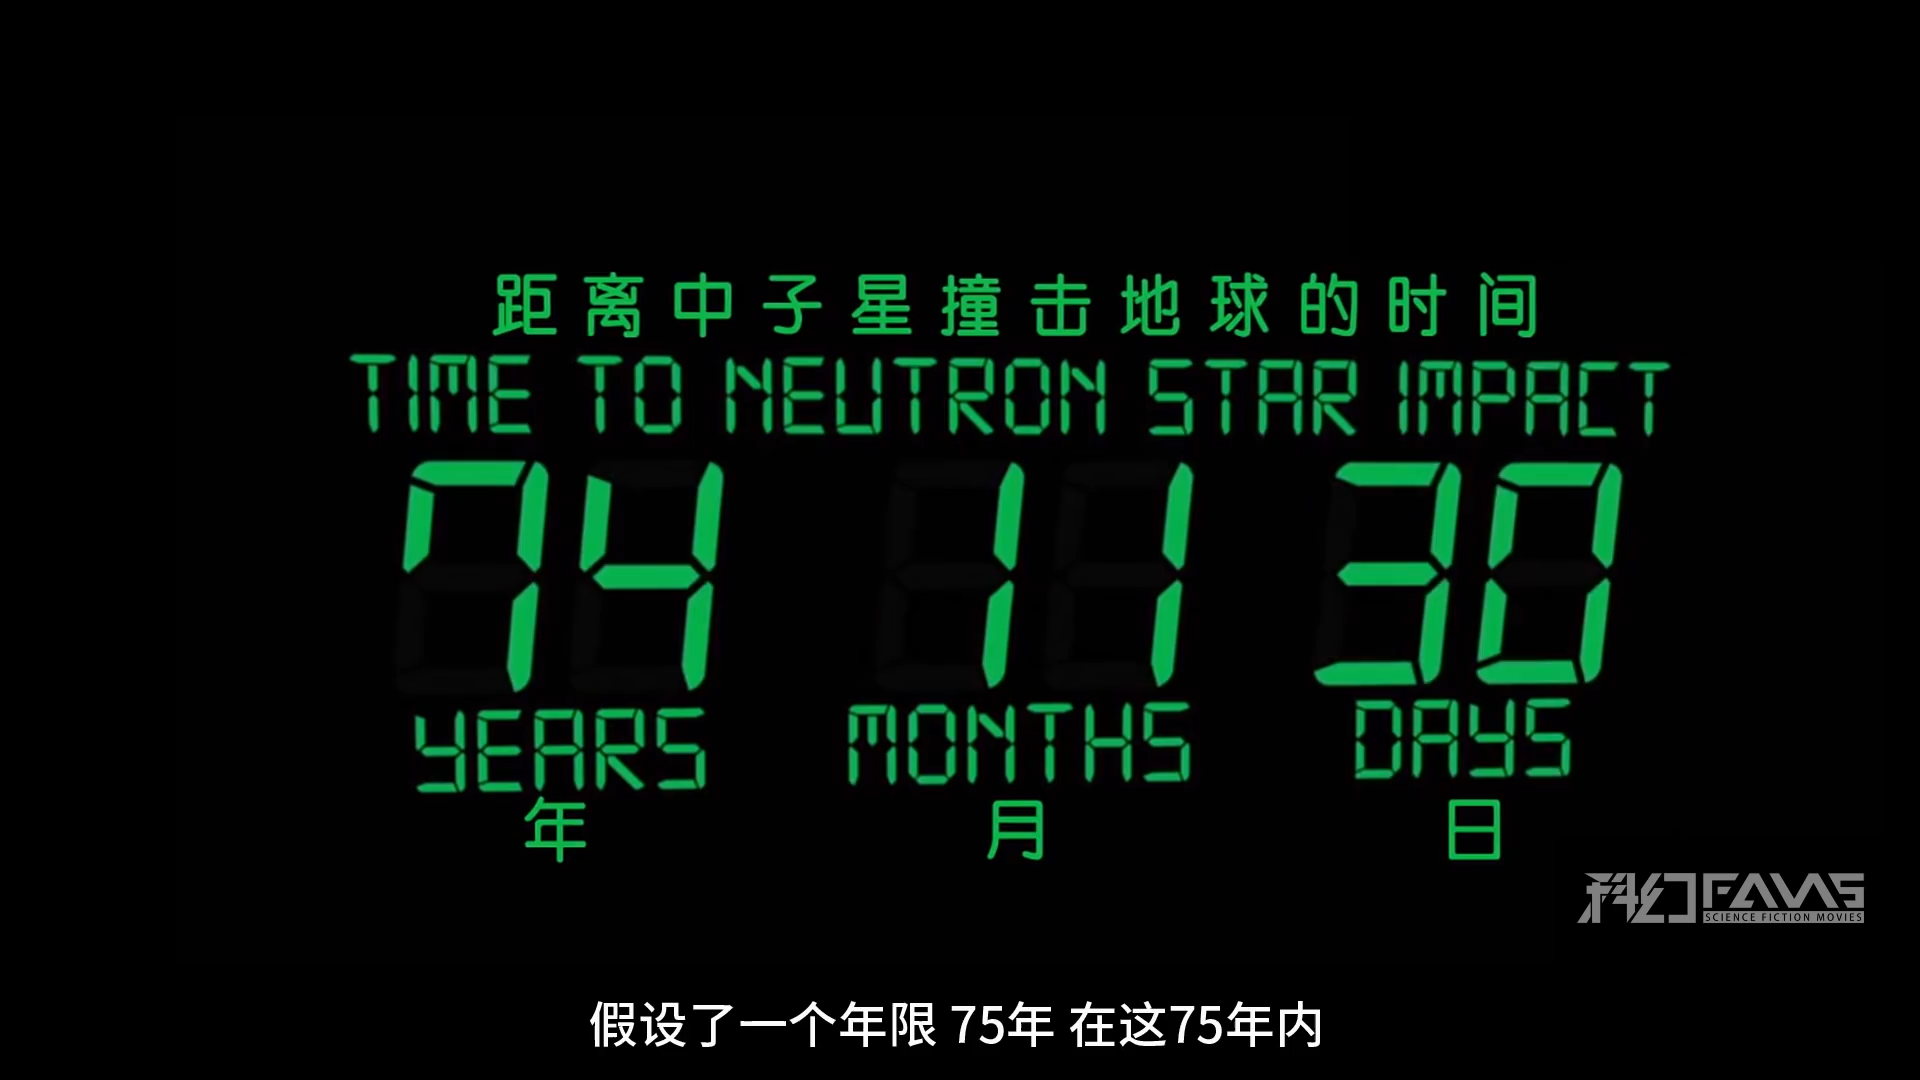 距离中子星撞击地球的时间
TIME TO NEUTRON STAR IMPACT
74 11 30
YEARS MONTHS DAYS
年 月 日
科幻FANS
SCIENCE FICTION MOVIES
假设了一个年限 75年 在这75年内